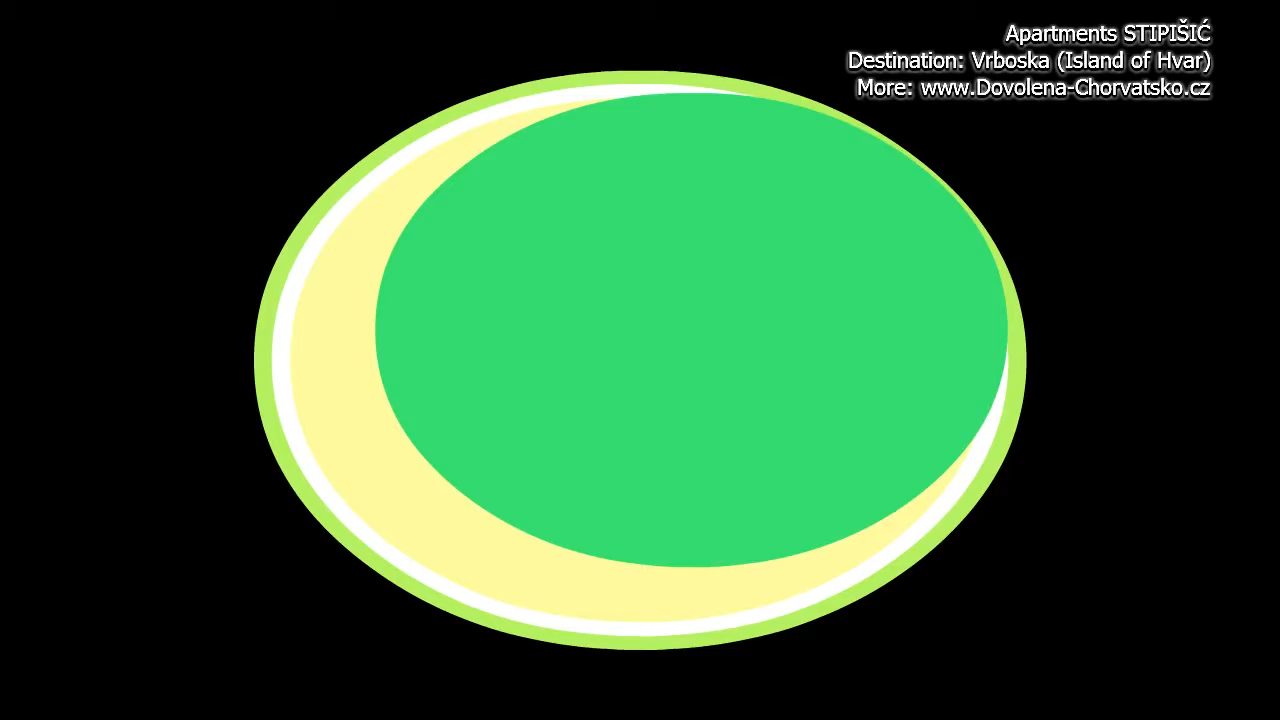 Apartments STIPIŠIĆ
Destination: Vrboska (Island of Hvar)
More: www.Dovolena-Chorvatsko.cz